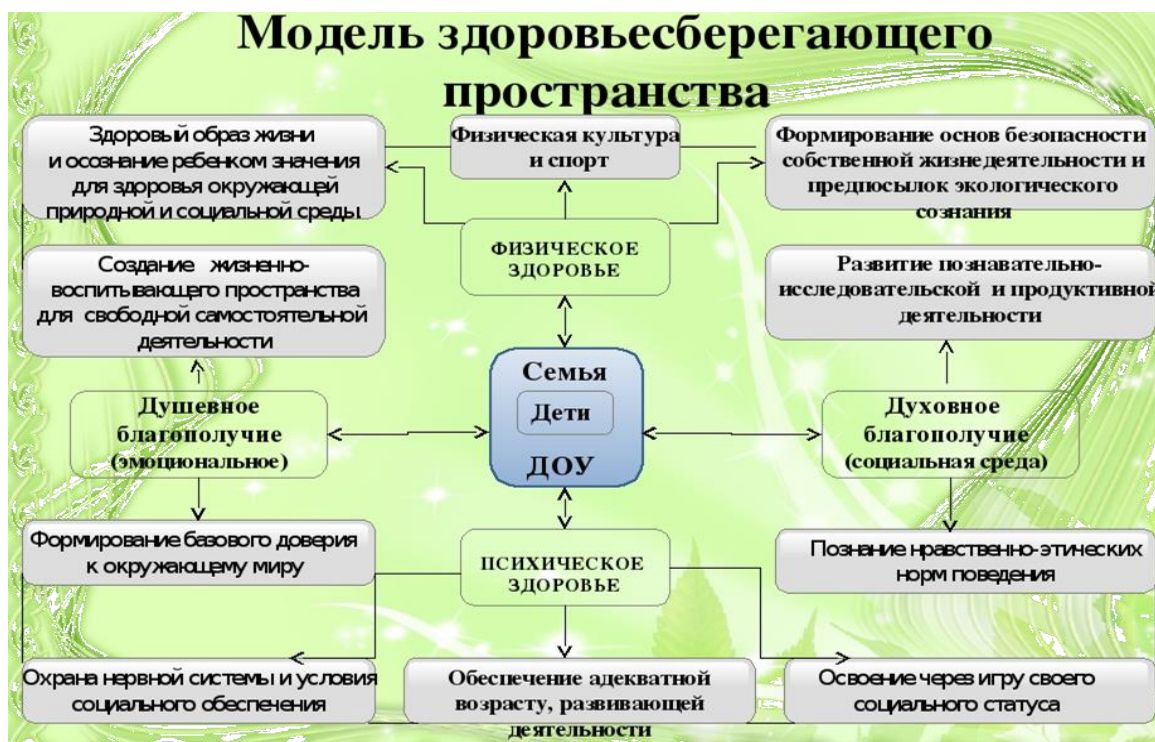 Модель здоровьесберегающего
пространства
Здоровый образ жизни
и осознание ребенком значения
для здоровья окружающей
природной и социальной среды.
Физическая культура
и спорт
Формирование основ безопасности
собственной жизнедеятельности и
предпосылок экологического
сознания
ФИЗИЧЕСКОЕ
ЗДОРОВЬЕ
Создание жизненно-
воспитывающего пространства
для свободной самостоятельной
деятельности
Развитие познавательно-
исследовательской и продуктивной
деятельности
Семья
Дети
ДОУ
Душевное
благополучие
(эмоциональное)
Духовное
благополучие
(социальная среда)
Формирование базового доверия
к окружающему миру
ПСИХИЧЕСКОЕ
ЗДОРОВЬЕ
Познание нравственно-этических
норм поведения
Охрана нервной системы и условия
социального обеспечения
Обеспечение адекватной
возрасту, развивающей
деятельности
Освоение через игру своего
социального статуса